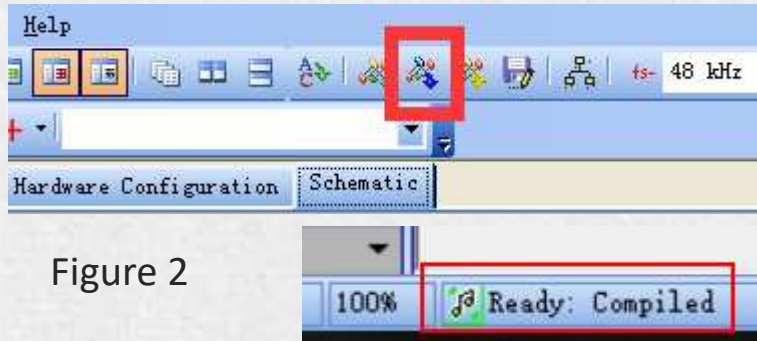 Help
fs- 48 kHz
Hardware Configuration Schematic
Figure 2
100% Ready: Compiled